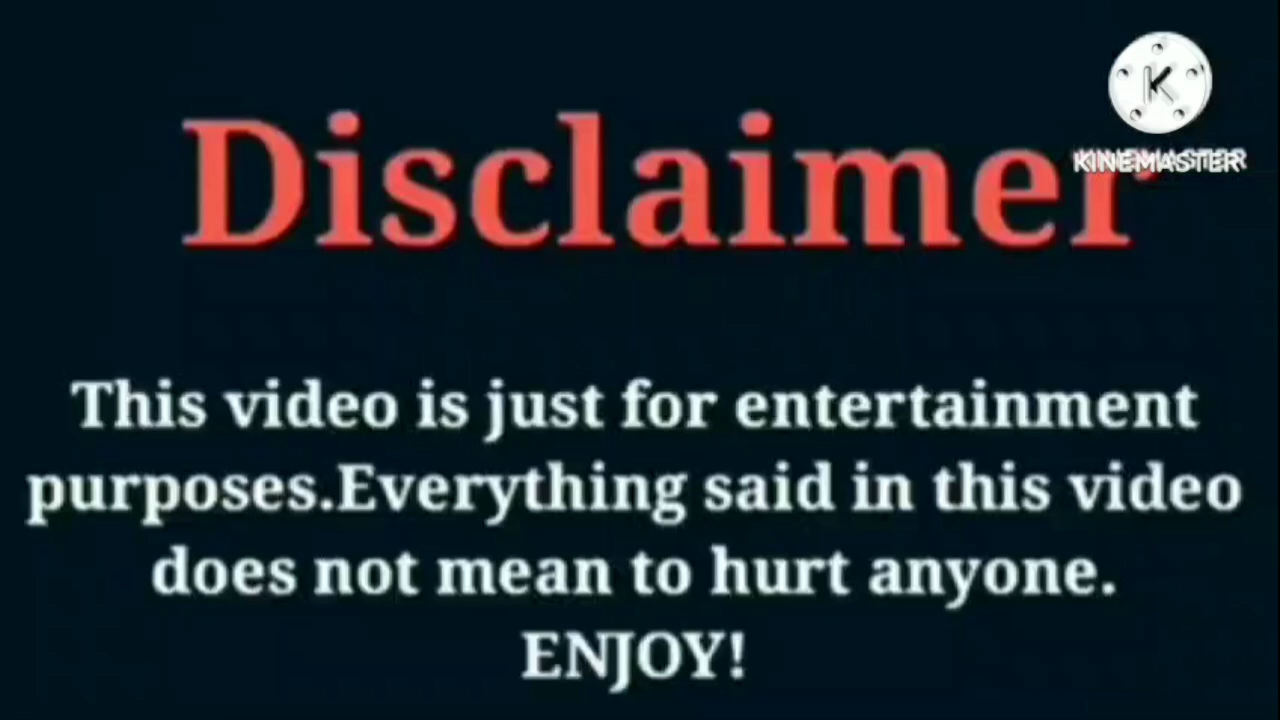 K
KINEMASTER
Disclaimer
This video is just for entertainment
purposes.Everything said in this video
does not mean to hurt anyone.
ENJOY!